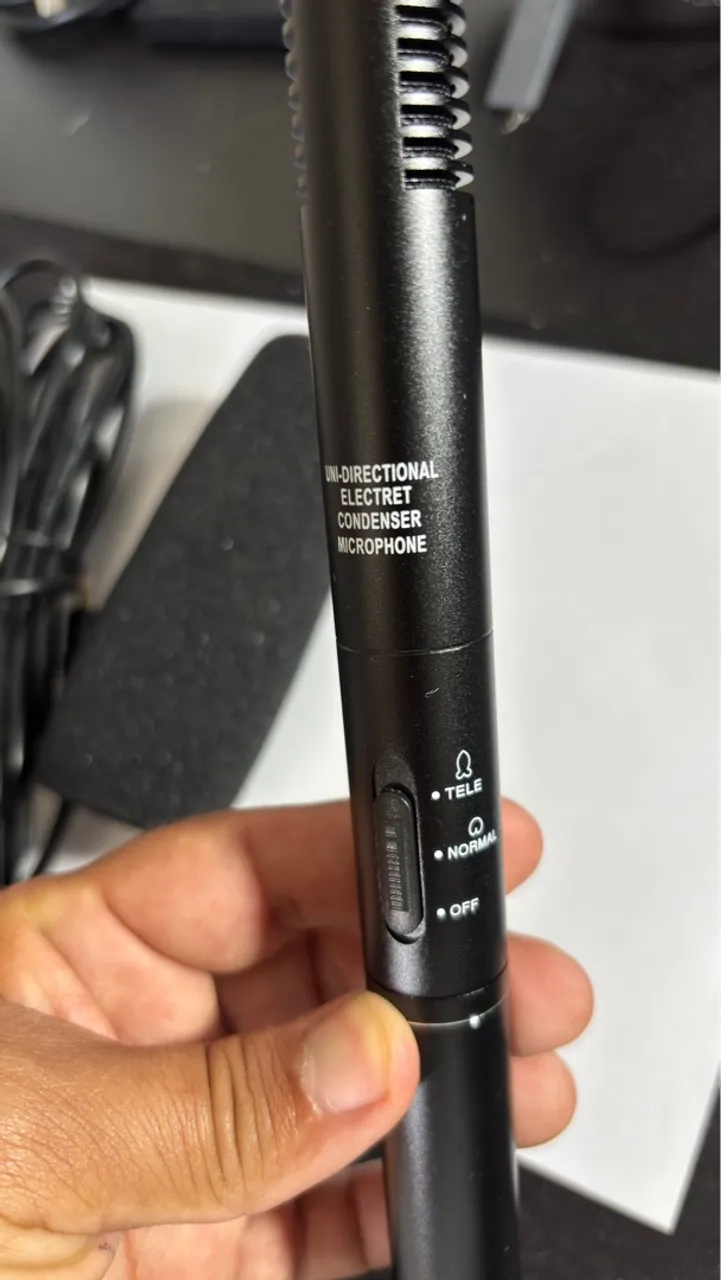 UNI-DIRECTIONAL
ELECTRET
CONDENSER
MICROPHONE
TELE
NORMAL
OFF